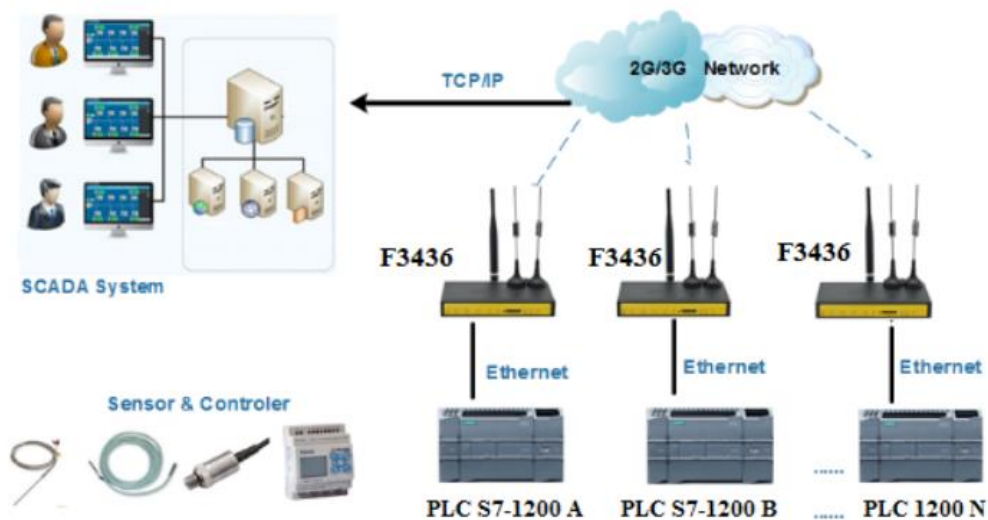 2G/3G Network
TCP/IP
F3436
F3436
F3436
SCADA System
Ethernet
Ethernet
Ethernet
Sensor & Controler
PLC S7-1200 A
PLC S7-1200 B
......
...... PLC 1200 N